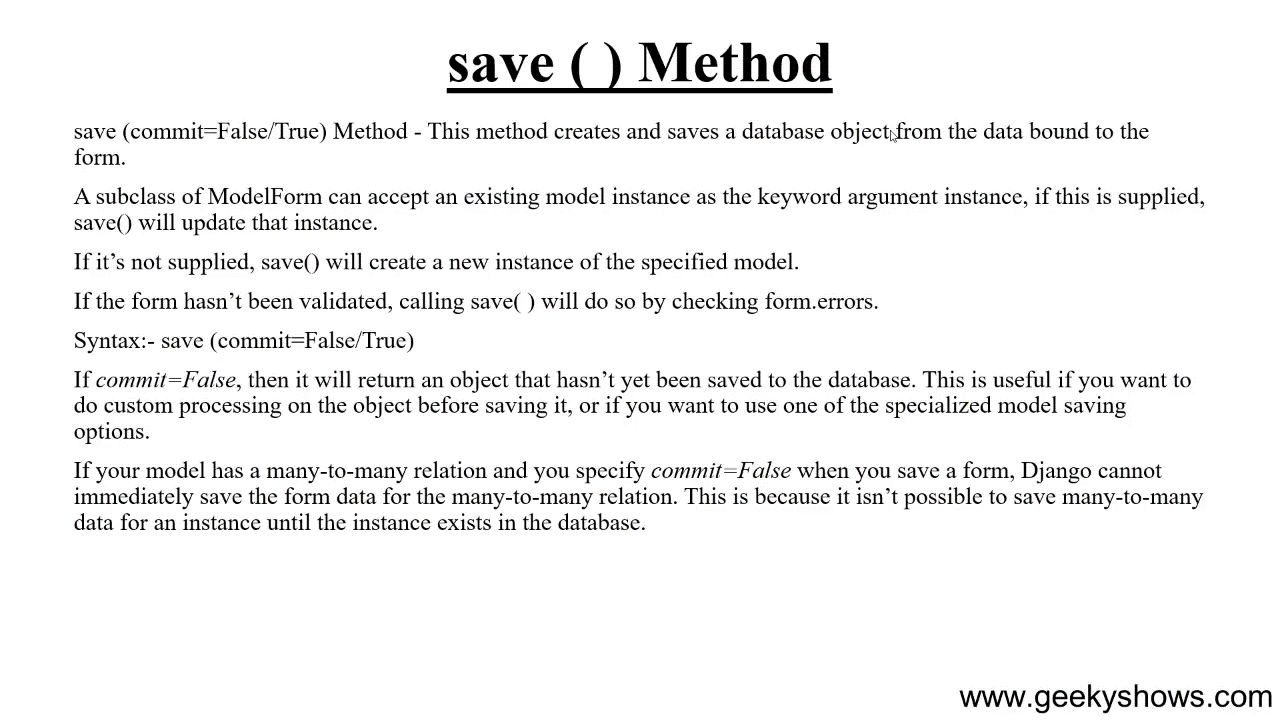 save ( ) Method
save (commit=False/True) Method - This method creates and saves a database object from the data bound to the
form.
A subclass of ModelForm can accept an existing model instance as the keyword argument instance, if this is supplied,
save() will update that instance.
If it’s not supplied, save() will create a new instance of the specified model.
If the form hasn’t been validated, calling save( ) will do so by checking form.errors.
Syntax:- save (commit=False/True)
If commit=False, then it will return an object that hasn’t yet been saved to the database. This is useful if you want to
do custom processing on the object before saving it, or if you want to use one of the specialized model saving
options.
If your model has a many-to-many relation and you specify commit=False when you save a form, Django cannot
immediately save the form data for the many-to-many relation. This is because it isn’t possible to save many-to-many
data for an instance until the instance exists in the database.
www.geekyshows.com